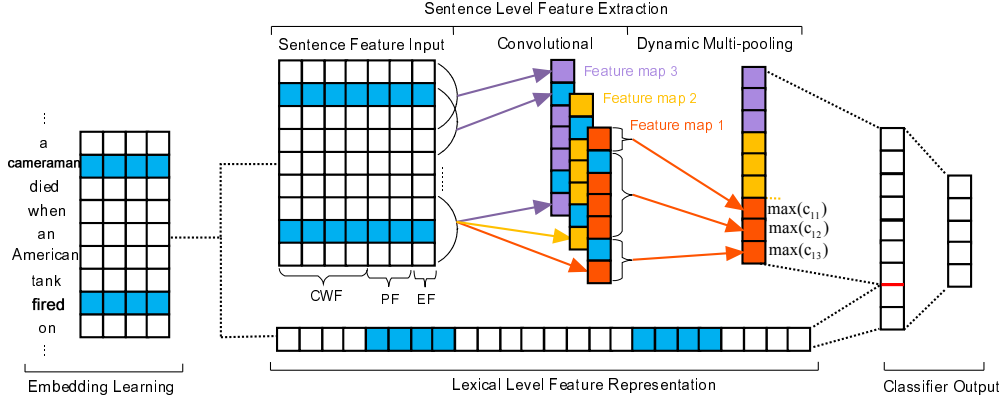 Sentence Level Feature Extraction
Sentence Feature Input
Convolutional
Dynamic Multi-pooling
Feature map 3
Feature map 2
Feature map 1
...
a
cameraman
died
when
an
American
tank
fired
on
...
...
...
max(c11)
max(c12)
max(c13)
CWF
PF
EF
Embedding Learning
Lexical Level Feature Representation
Classifier Output